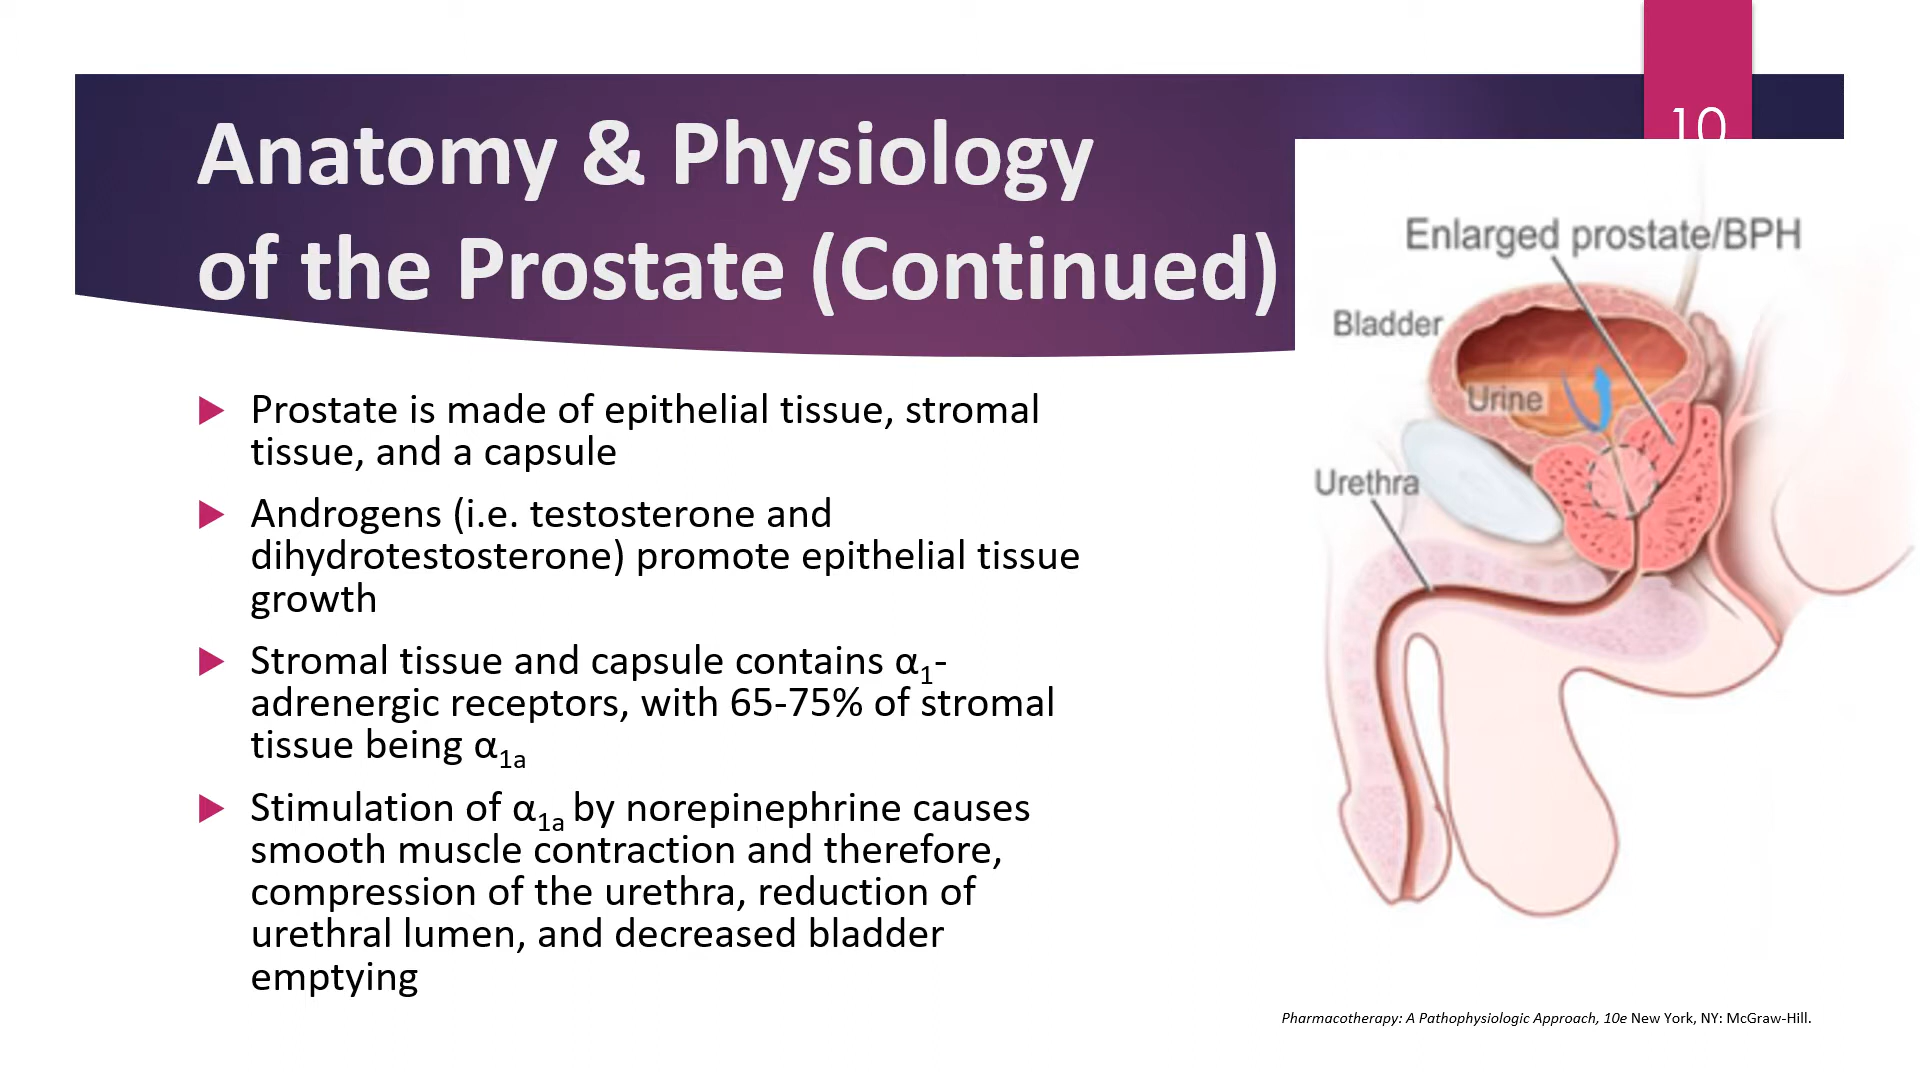 10
Anatomy & Physiology
of the Prostate (Continued)
Prostate is made of epithelial tissue, stromal
tissue, and a capsule
Androgens (i.e. testosterone and
dihydrotestosterone) promote epithelial tissue
growth
Stromal tissue and capsule contains α1-
adrenergic receptors, with 65-75% of stromal
tissue being α1a
Stimulation of α1a by norepinephrine causes
smooth muscle contraction and therefore,
compression of the urethra, reduction of
urethral lumen, and decreased bladder
emptying
Enlarged prostate/BPH
Bladder
Urine
Urethra
Pharmacotherapy: A Pathophysiologic Approach, 10e New York, NY: McGraw-Hill.